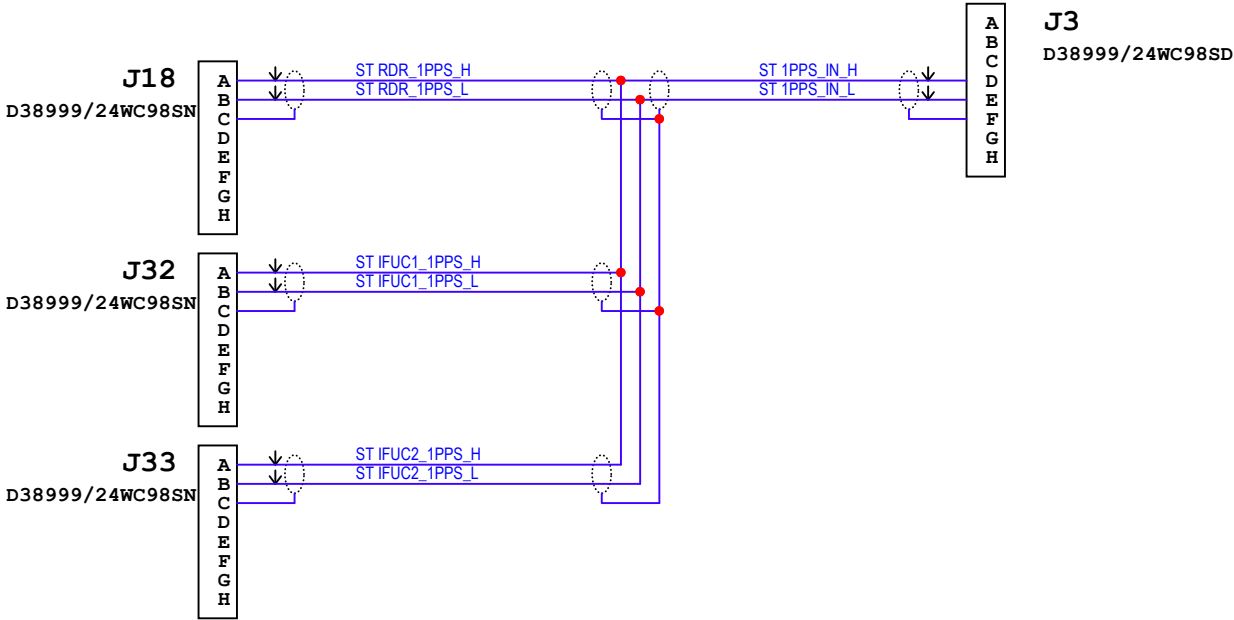 J18
D38999/24WC98SN
A
B
C
D
E
F
G
H
ST RDR_1PPS_H
ST RDR_1PPS_L
ST 1PPS_IN_H
ST 1PPS_IN_L
A
B
C
D
E
F
G
H
J3
D38999/24WC98SD
J32
D38999/24WC98SN
A
B
C
D
E
F
G
H
ST IFUC1_1PPS_H
ST IFUC1_1PPS_L
J33
D38999/24WC98SN
A
B
C
D
E
F
G
H
ST IFUC2_1PPS_H
ST IFUC2_1PPS_L